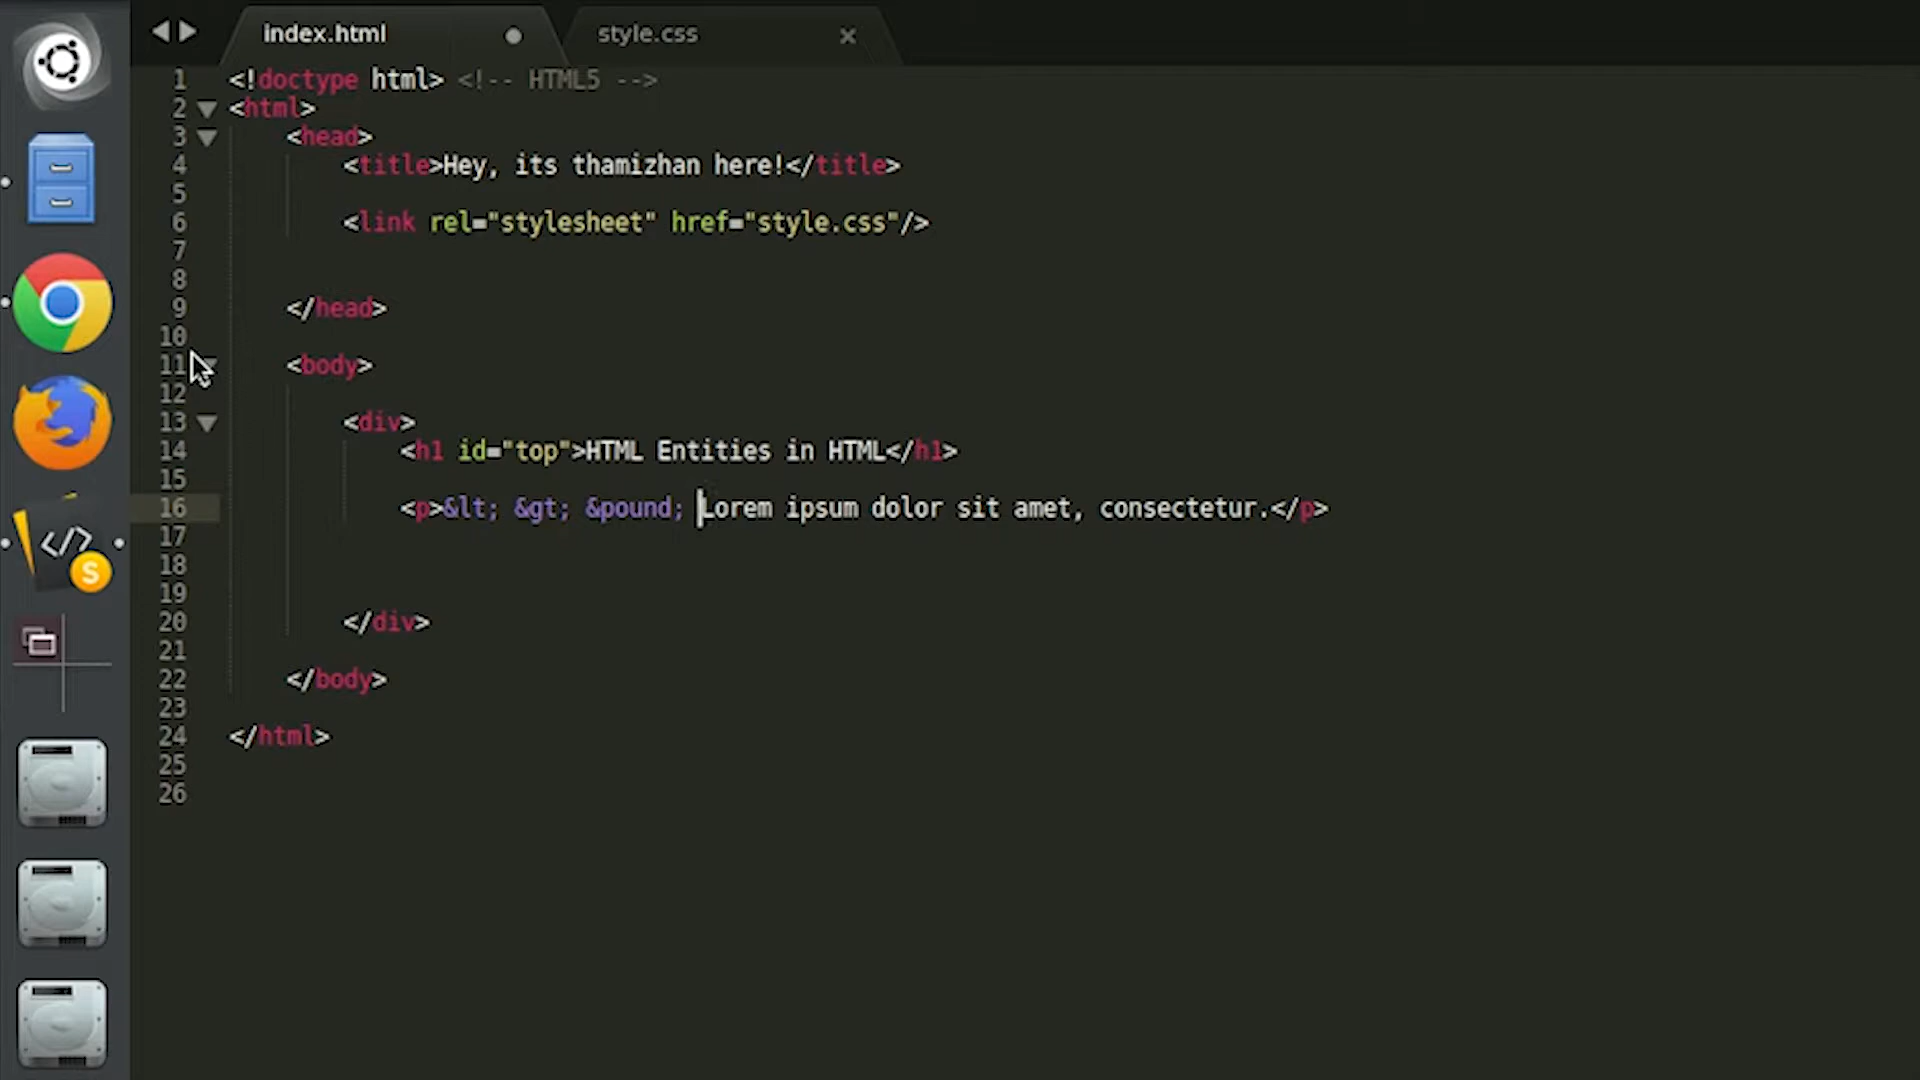 index.html
style.css
1 <!doctype html> <!-- HTML5 -->
2 <html>
3 <head>
4 <title>Hey, its thamizhan here!</title>
5
6 <link rel="stylesheet" href="style.css"/>
7
8
9 </head>
10
11 <body>
12
13 <div>
14 <h1 id="top">HTML Entities in HTML</h1>
15
16 <p>&lt; &gt; &pound; Lorem ipsum dolor sit amet, consectetur.</p>
17
18
19
20 </div>
21
22 </body>
23
24 </html>
25
26